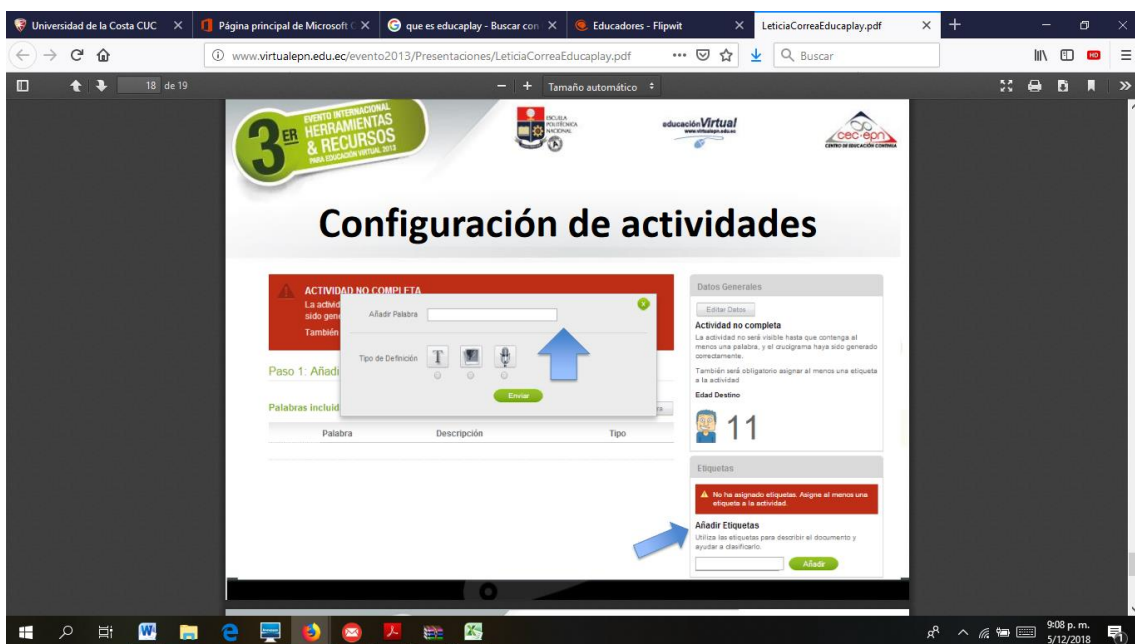 Universidad de la Costa CUC
Página principal de Microsoft
que es educaplay - Buscar con
Educadores - Flipwit
LeticiaCorreaEducaplay.pdf
www.virtualepn.edu.ec/evento2013/Presentaciones/LeticiaCorreaEducaplay.pdf
Buscar
18 de 19
Tamaño automático
3ER EVENTO INTERNACIONAL
HERRAMIENTAS
& RECURSOS
PARA EDUCACIÓN VIRTUAL 2013
ESCUELA
POLITÉCNICA
NACIONAL
educaciónVirtual
www.virtualepn.edu.ec
cec-epn
CENTRO DE EDUCACIÓN CONTINUA
Configuración de actividades
ACTIVIDAD NO COMPLETA
La activid
sido gene
También
Añadir Palabra
Tipo de Definición
T
Enviar
Paso 1: Añadi
Palabras includ
Palabra Descripción Tipo
Datos Generales
Editar Datos
Actividad no completa
La actividad no será visible hasta que contenga al
menos una palabra, y el crucigrama haya sido generado
correctamente.
También será obligatorio asignar al menos una etiqueta
a la actividad
Edad Destino
11
Etiquetas
No ha asignado etiquetas. Asigne al menos una
etiqueta a la actividad.
Añadir Etiquetas
Utiliza las etiquetas para describir el documento y
ayudar a clasificarlo.
Añadir
9:08 p. m.
5/12/2018